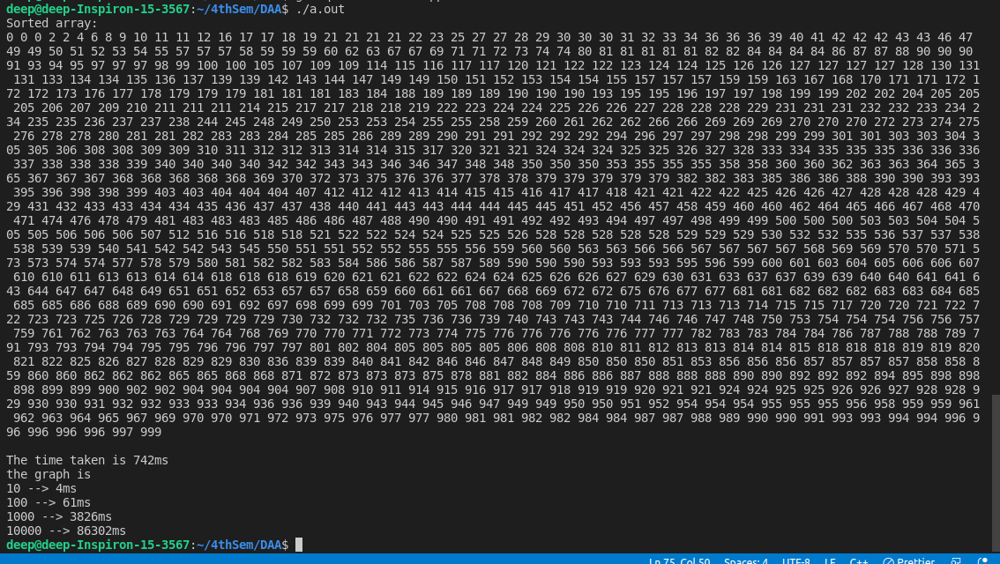 deep@deep-Inspiron-15-3567:~/4thSem/DAA$ ./a.out
Sorted array:
0 0 0 2 2 4 6 8 9 10 11 11 12 16 17 17 18 19 21 21 21 21 22 23 25 27 27 28 29 30 30 30 31 32 33 34 36 36 36 39 40 41 42 42 42 43 43 46 47
49 49 50 51 52 53 54 55 57 57 57 58 59 59 59 60 62 63 67 67 69 71 71 72 73 74 74 80 81 81 81 81 81 82 82 84 84 84 84 86 87 87 88 90 90 90
91 93 94 95 97 97 97 98 99 100 100 105 107 109 109 114 115 116 117 117 120 121 122 122 123 124 124 125 126 126 127 127 127 127 128 130 131
131 133 134 134 135 136 137 139 139 142 143 144 147 149 149 150 151 152 153 154 154 155 157 157 157 159 159 163 167 168 170 171 171 172 1
72 172 173 176 177 178 179 179 179 181 181 181 183 184 188 189 189 189 190 190 190 193 195 195 196 197 197 198 199 199 202 202 204 205 205
205 206 207 209 210 211 211 211 214 215 217 217 218 218 219 222 223 224 224 225 226 226 227 228 228 228 229 231 231 231 232 232 233 234 2
34 235 235 236 237 237 238 244 245 248 249 250 253 253 254 255 255 258 259 260 261 262 262 266 266 269 269 269 270 270 270 272 273 274 275
276 278 278 280 281 281 282 283 283 284 285 285 286 289 289 290 291 291 292 292 292 294 296 297 297 298 298 299 299 301 301 303 303 304 3
05 305 306 308 308 309 309 310 311 312 312 313 314 314 315 317 320 321 321 324 324 324 325 325 326 327 328 333 334 335 335 335 336 336 336
337 338 338 338 339 340 340 340 340 342 342 343 343 346 346 347 348 348 350 350 350 353 355 355 355 358 358 360 360 362 363 363 364 365 3
65 367 367 367 368 368 368 368 368 369 370 372 373 375 376 376 377 378 378 379 379 379 379 379 382 382 383 385 386 386 388 390 390 393 393
395 396 398 398 399 403 403 404 404 404 407 412 412 412 413 414 415 415 416 417 417 418 421 421 422 422 425 426 426 427 428 428 428 429 4
29 431 432 433 433 434 434 435 436 437 437 438 440 441 443 443 444 444 445 445 451 452 456 457 458 459 460 460 462 464 465 466 467 468 470
471 474 476 478 479 481 483 483 483 485 486 486 487 488 490 490 491 491 492 492 493 494 497 497 498 499 499 500 500 500 503 503 504 504 5
05 505 506 506 506 507 512 516 516 518 518 521 522 522 524 524 525 525 526 528 528 528 528 528 529 529 529 530 532 532 535 536 537 537 538
538 539 539 540 541 542 542 543 545 550 551 551 552 552 555 555 555 556 559 560 560 563 563 566 566 567 567 567 567 568 569 569 570 570 571 5
73 573 574 574 577 578 579 580 581 582 582 583 584 586 586 587 587 589 590 590 590 593 593 593 595 596 599 600 601 603 604 605 606 606 607
610 610 611 613 613 614 614 618 618 618 619 620 621 621 622 622 624 624 625 626 626 627 629 630 631 633 637 637 639 639 640 640 641 641 6
43 644 647 647 648 649 651 651 652 653 657 657 658 659 660 661 661 667 668 669 672 672 675 676 677 677 681 681 682 682 682 683 683 684 685
685 685 686 688 689 690 690 691 692 697 698 699 699 701 703 705 708 708 708 709 710 710 711 713 713 713 714 715 715 717 720 720 721 722 7
22 723 723 725 726 728 729 729 729 729 730 732 732 732 735 736 736 739 740 743 743 743 744 746 746 747 748 750 753 754 754 754 756 756 757
759 761 762 763 763 763 764 764 768 769 770 770 771 772 773 774 775 776 776 776 776 776 777 777 782 783 783 784 784 786 787 788 788 789 7
91 793 793 794 794 795 795 796 796 797 797 801 802 804 805 805 805 805 806 808 808 810 811 812 813 813 814 814 815 818 818 818 819 819 820
821 822 825 826 827 828 829 829 830 836 839 839 840 841 842 846 846 847 848 849 850 850 850 851 853 856 856 856 857 857 857 857 858 858 8
59 860 860 862 862 862 865 865 868 868 871 872 873 873 873 875 878 881 882 884 886 886 887 888 888 888 890 890 892 892 892 894 895 898 898
898 899 899 900 902 902 904 904 904 904 907 908 910 911 914 915 916 917 917 918 919 919 920 921 921 924 924 925 925 926 926 927 928 928 9
29 930 930 931 932 932 933 933 934 936 936 939 940 943 944 945 946 947 949 949 950 950 951 952 954 954 954 955 955 955 956 958 959 959 961
962 963 964 965 967 969 970 970 971 972 973 975 976 977 977 980 981 981 982 982 984 984 987 987 988 989 990 990 991 993 993 994 994 996 9
96 996 996 996 997 999
The time taken is 742ms
the graph is
10 --> 4ms
100 --> 61ms
1000 --> 3826ms
10000 --> 86302ms
deep@deep-Inspiron-15-3567:~/4thSem/DAA$
Ln 75, Col 50 Spaces: 4 UTF-8 LF C++ Prettier